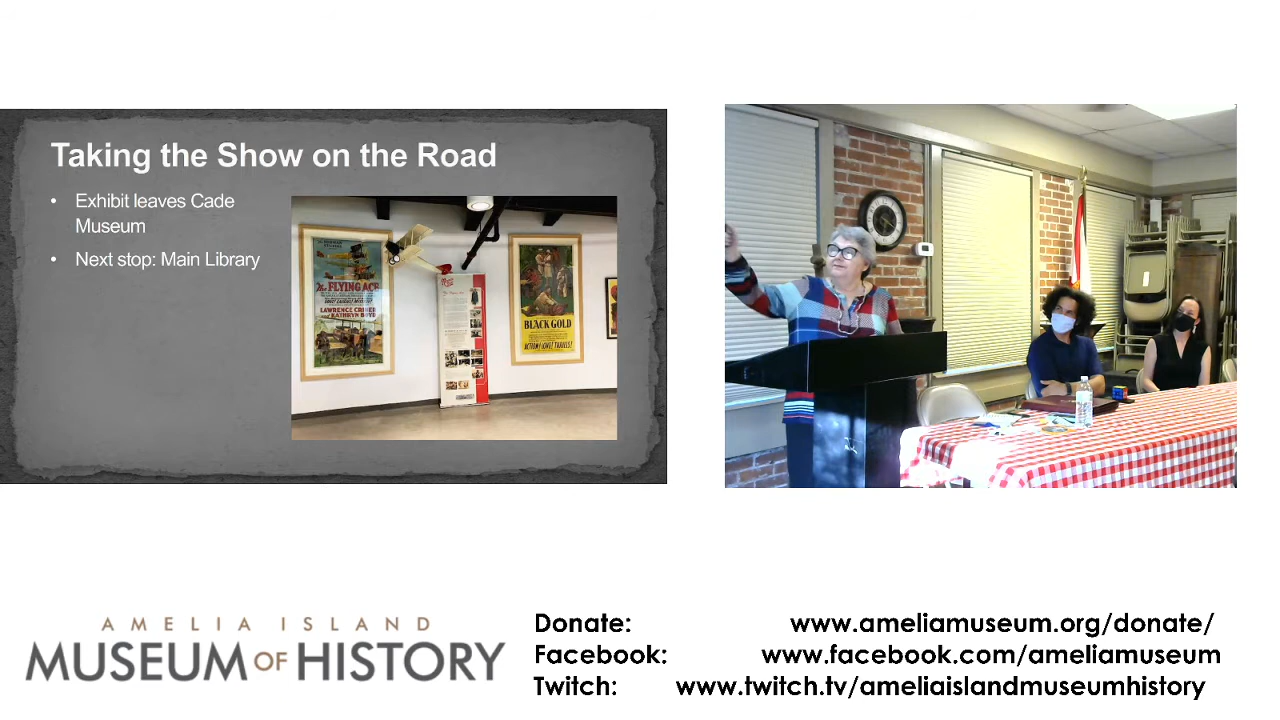 Taking the Show on the Road
• Exhibit leaves Cade
Museum
• Next stop: Main Library
The FLYING ACE
LAWRENCE CRINER
and KATHRYN BOYD
BLACK GOLD
AMELIA ISLAND
MUSEUM OF HISTORY
Donate: www.ameliamuseum.org/donate/
Facebook: www.facebook.com/ameliamuseum
Twitch: www.twitch.tv/ameliaislandmuseumhistory